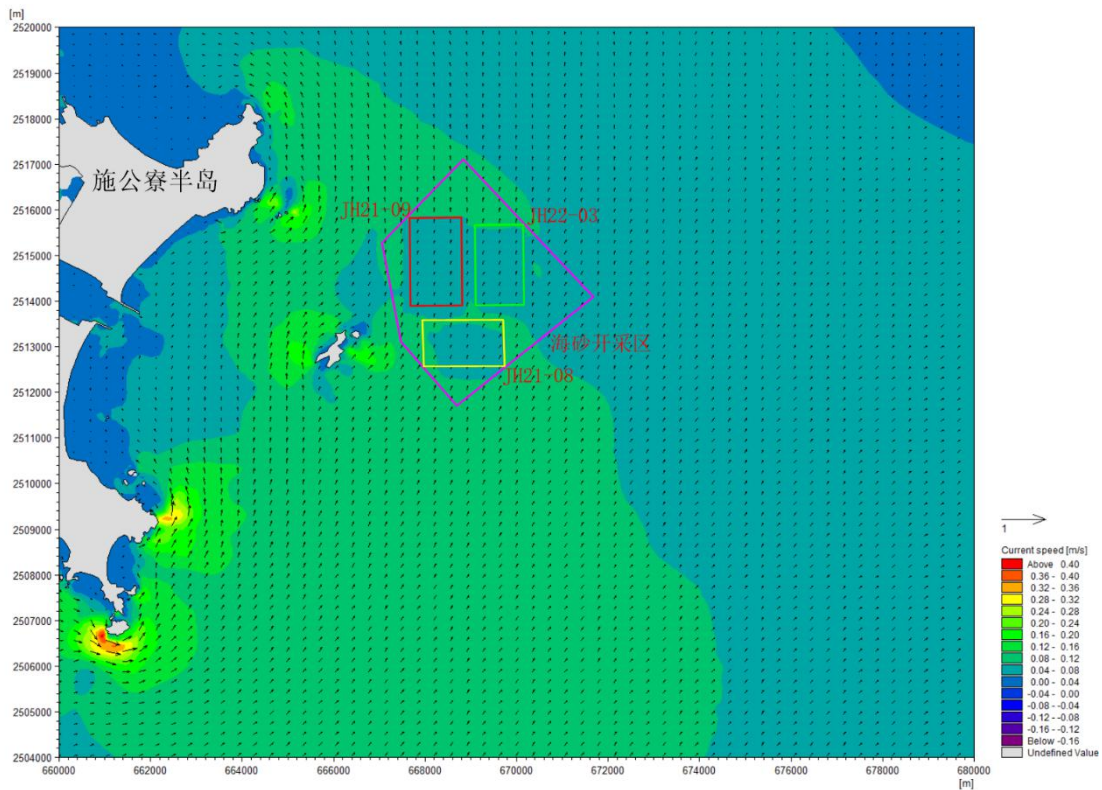 [m]
2520000
2519000
2518000
2517000
2516000
2515000
2514000
2513000
2512000
2511000
2510000
2509000
2508000
2507000
2506000
2505000
2504000
施公寮半岛
JH21-09
JH22-03
海砂开采区
JH21-08
660000
662000
664000
666000
668000
670000
672000
674000
676000
678000
680000
[m]
1
Current speed [m/s]
Above 0.40
0.36 - 0.40
0.32 - 0.36
0.28 - 0.32
0.24 - 0.28
0.20 - 0.24
0.16 - 0.20
0.12 - 0.16
0.08 - 0.12
0.04 - 0.08
0.00 - 0.04
-0.04 - 0.00
-0.08 - -0.04
-0.12 - -0.08
-0.16 - -0.12
Below -0.16
Undefined Value